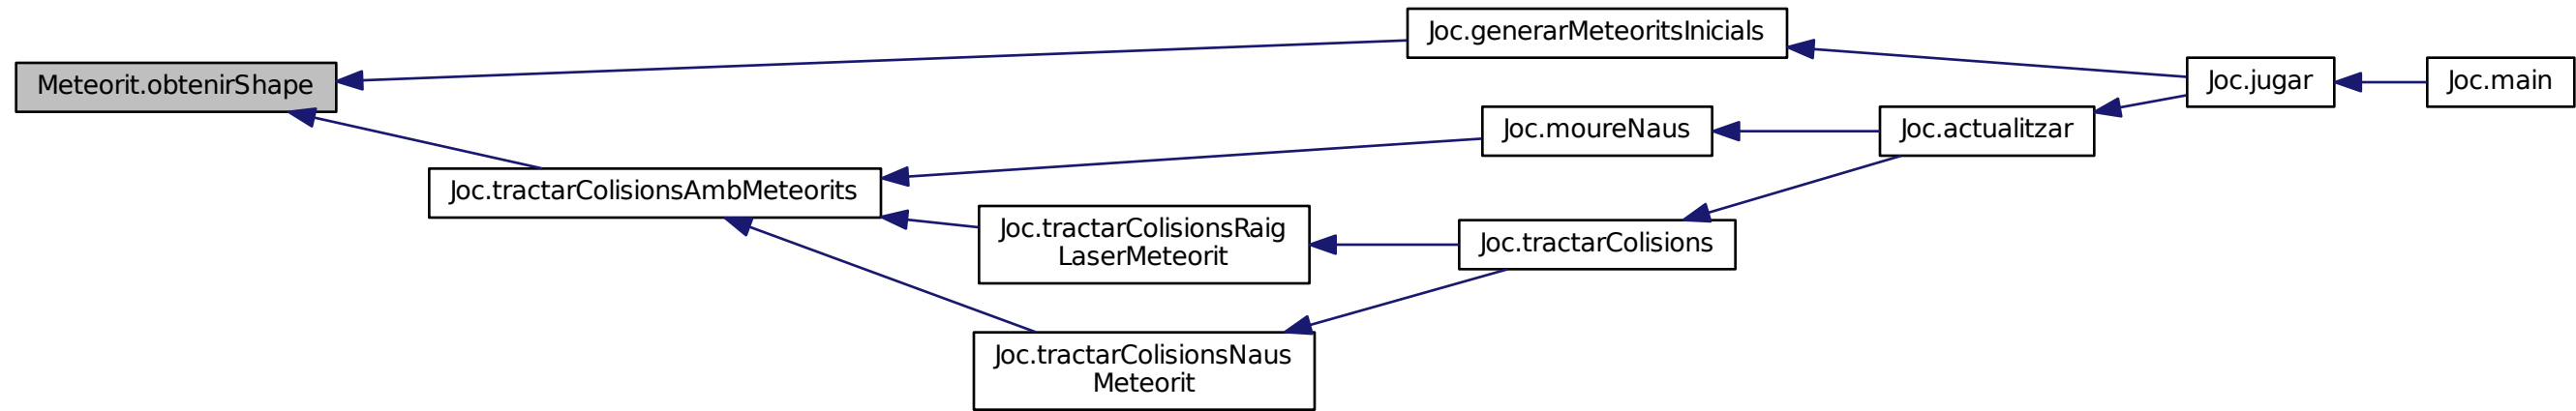 Joc.generarMeteoritsInicials
Meteorit.obtenirShape
Joc.jugar
Joc.main
Joc.moureNaus
Joc.actualitzar
Joc.tractarColisionsAmbMeteorits
Joc.tractarColisionsRaig
LaserMeteorit
Joc.tractarColisions
Joc.tractarColisionsNaus
Meteorit